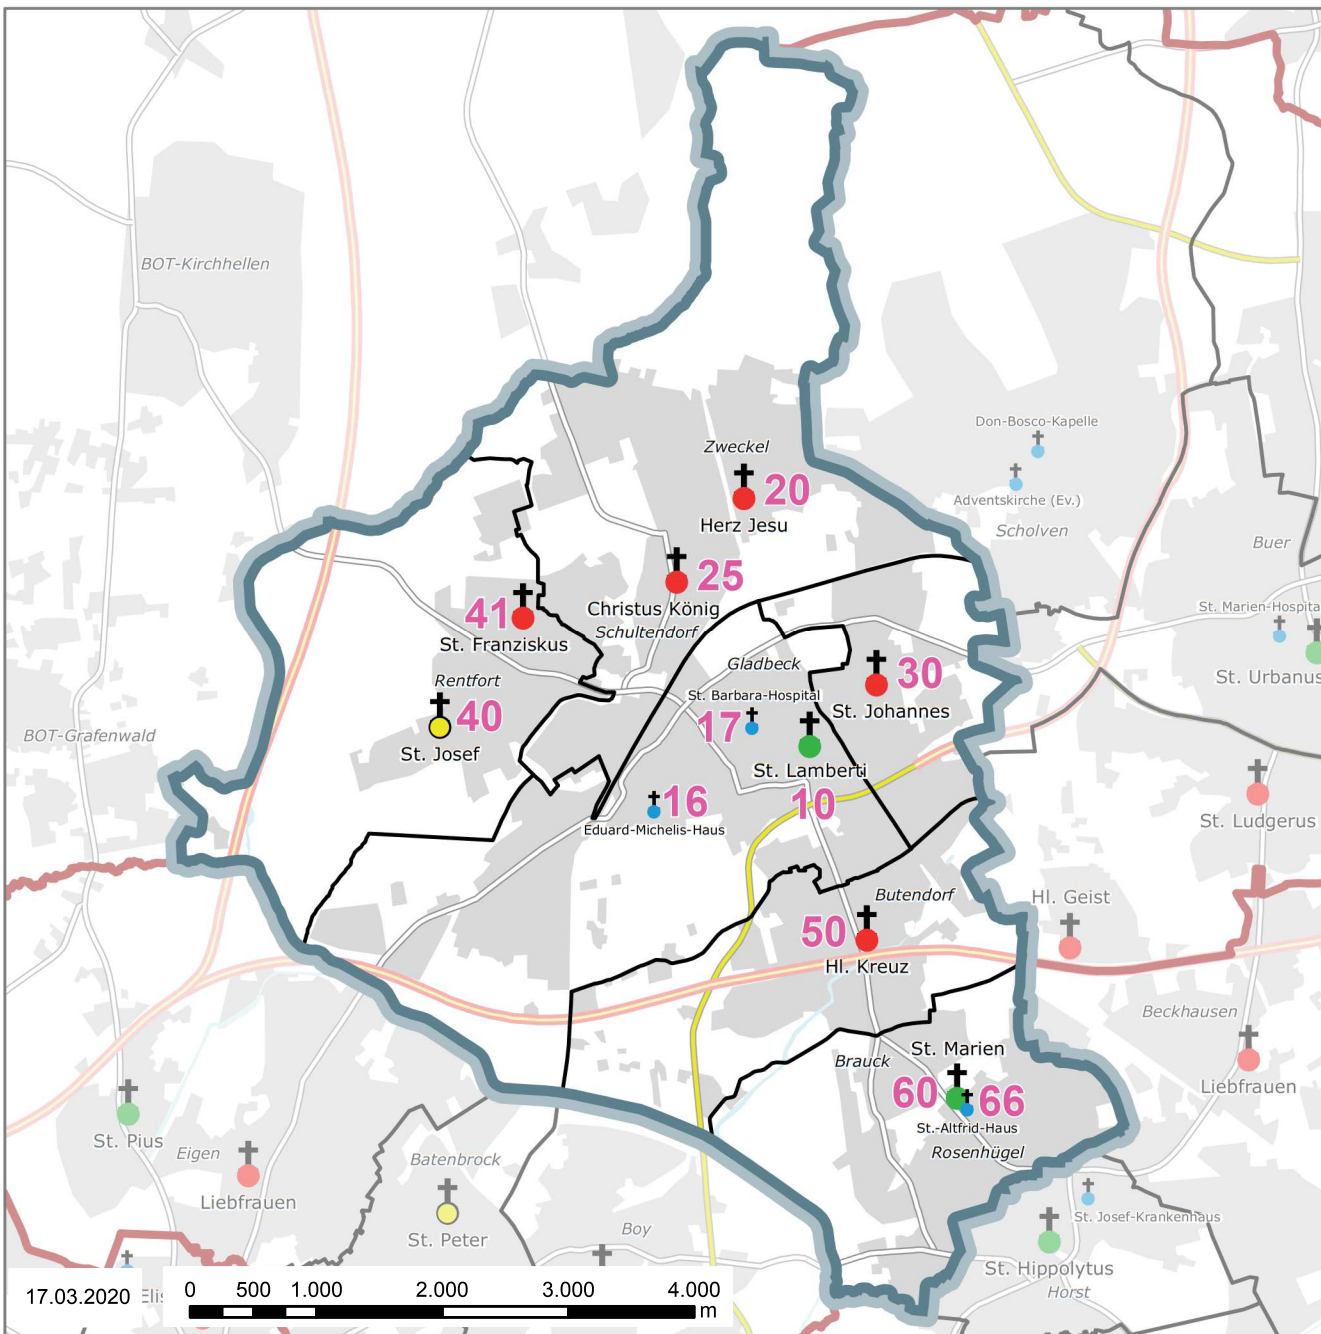 BOT-Kirchhellen
Don-Bosco-Kapelle
Zweckel
20
Herz Jesu
Adventskirche (Ev.)
Scholven
Buer
25
Christus König
Schultendorf
41
St. Franziskus
St. Marien-Hospita
Gladbeck
30
St. Johannes
St. Urbanus
Rentfort
40
St. Josef
St. Barbara-Hospital
17
BOT-Grafenwald
St. Lamberti
10
16
Eduard-Michelis-Haus
St. Ludgerus
Butendorf
Hl. Geist
50
Hl. Kreuz
Beckhausen
St. Marien
Brauck
60
66
St.-Altfrid-Haus
Rosenhügel
Liebfrauen
St. Pius
Eigen
Liebfrauen
Batenbrock
St. Peter
Boy
St. Josef-Krankenhaus
St. Hippolytus
Horst
17.03.2020
Elis
0 500 1.000 2.000 3.000 4.000
m